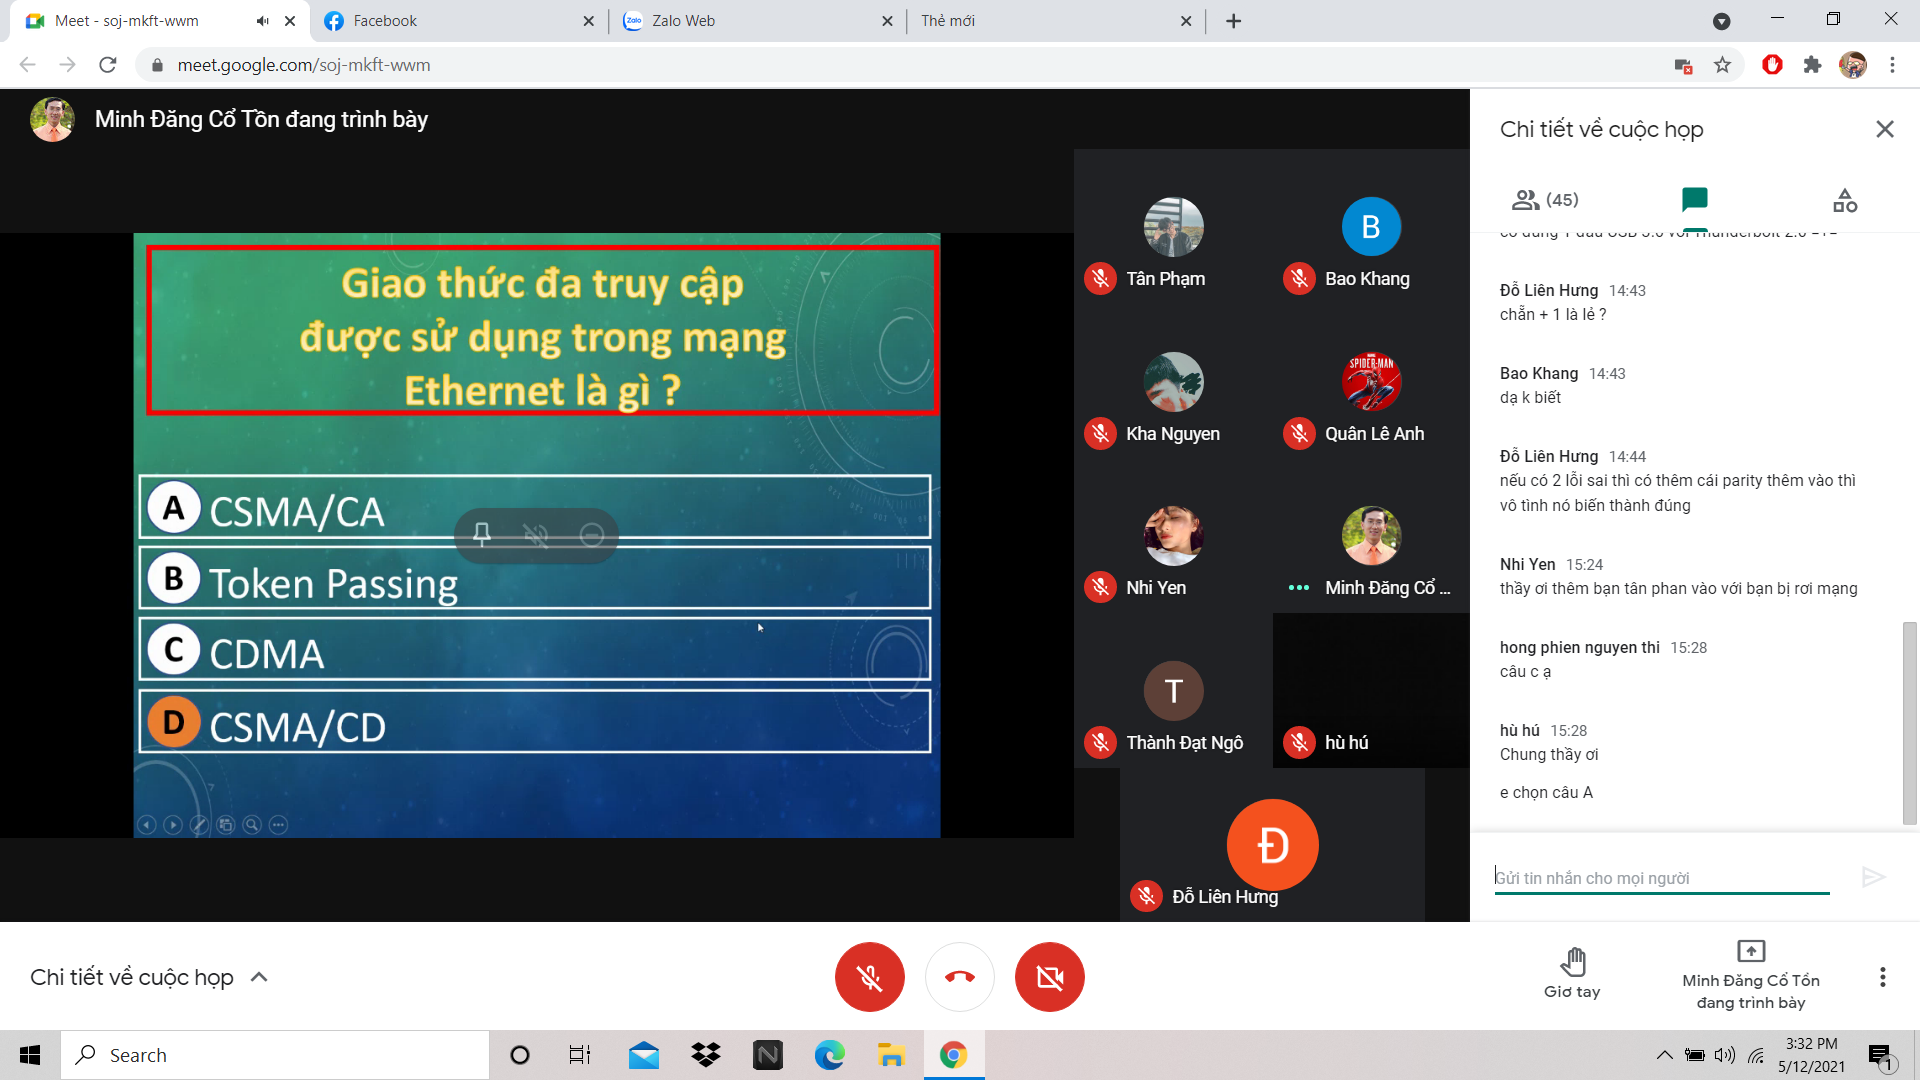 Meet - soj-mkft-wwm
Facebook
Zalo Web
Thẻ mới
meet.google.com/soj-mkft-wwm
Minh Đăng Cổ Tồn đang trình bày
Giao thức đa truy cập
được sử dụng trong mạng
Ethernet là gì ?
A CSMA/CA
B Token Passing
C CDMA
D CSMA/CD
Tân Phạm
B
Bao Khang
Kha Nguyen
SPIDER-MAN
Quân Lê Anh
Nhi Yen
Minh Đăng Cổ ...
T
Thành Đạt Ngô
hù hú
Đ
Đỗ Liên Hưng
Chi tiết về cuộc họp
(45)
Đỗ Liên Hưng 14:43
chẵn + 1 là lẻ ?
Bao Khang 14:43
dạ k biết
Đỗ Liên Hưng 14:44
nếu có 2 lỗi sai thì có thêm cái parity thêm vào thì
vô tình nó biến thành đúng
Nhi Yen 15:24
thầy ơi thêm bạn tân phan vào với bạn bị rơi mạng
hong phien nguyen thi 15:28
câu c ạ
hù hú 15:28
Chung thầy ơi
e chọn câu A
Gửi tin nhắn cho mọi người
Chi tiết về cuộc họp
Giơ tay
Minh Đăng Cổ Tồn
đang trình bày
Search
3:32 PM
5/12/2021
1